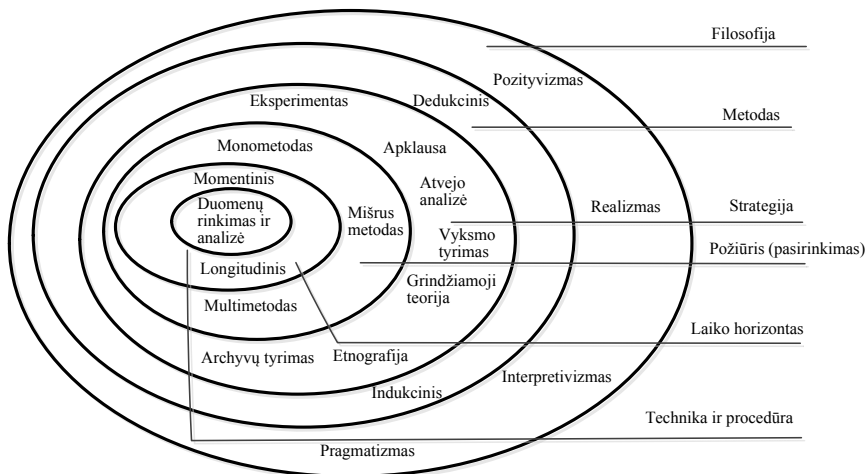 Filosofija
Pozityvizmas
Eksperimentas
Dedukcinis
Metodas
Monometodas
Apklausa
Momentinis
Atvejo
analizė
Duomenų
rinkimas ir
analizė
Mišrus
metodas
Realizmas
Strategija
Vyksmo
tyrimas
Požiūris (pasirinkimas)
Longitudinis
Grindžiamoji
teorija
Multimetodas
Laiko horizontas
Archyvų tyrimas
Etnografija
Interpretivizmas
Indukcinis
Technika ir procedūra
Pragmatizmas